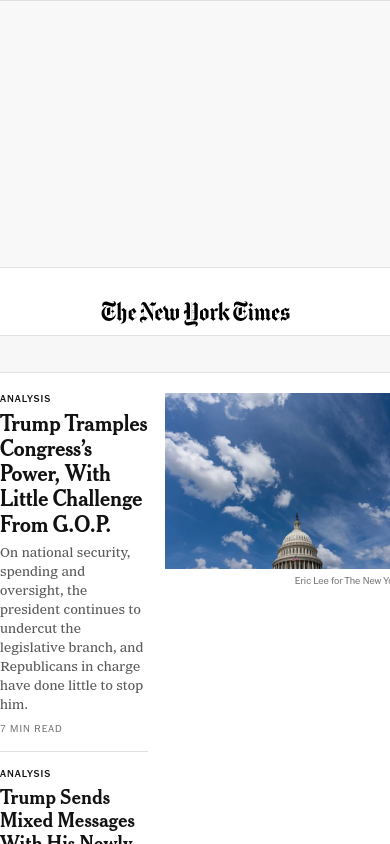 The New York Times
ANALYSIS
Trump Tramples
Congress's
Power, With
Little Challenge
From G.O.P.
On national security,
spending and
oversight, the
president continues to
undercut the
legislative branch, and
Republicans in charge
have done little to stop
him.
7 MIN READ
Eric Lee for The New Yo
ANALYSIS
Trump Sends
Mixed Messages
With His Newly